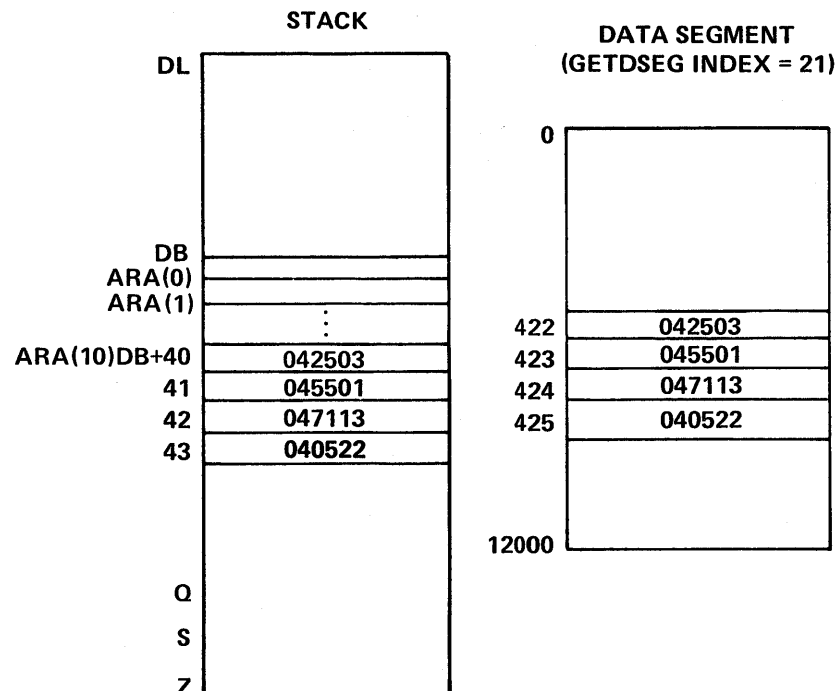 STACK
DL
DB
ARA(0)
ARA(1)
ARA(10)DB+40 042503
41 045501
42 047113
43 040522
Q
S
Z
DATA SEGMENT
(GETDSEG INDEX = 21)
0
422 042503
423 045501
424 047113
425 040522
12000